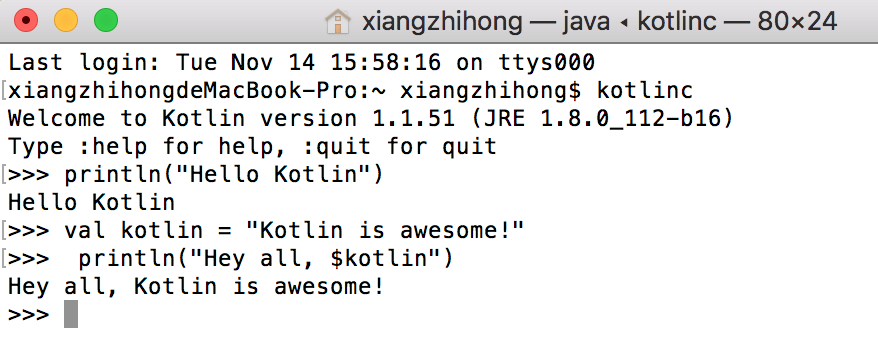 xiangzhihong — java ◂ kotlinc — 80×24
Last login: Tue Nov 14 15:58:16 on ttys000
[xiangzhihongdeMacBook-Pro:~ xiangzhihong$ kotlinc
Welcome to Kotlin version 1.1.51 (JRE 1.8.0_112-b16)
Type :help for help, :quit for quit
[>>> println("Hello Kotlin")
Hello Kotlin
[>>> val kotlin = "Kotlin is awesome!"
[>>>  println("Hey all, $kotlin")
Hey all, Kotlin is awesome!
>>>